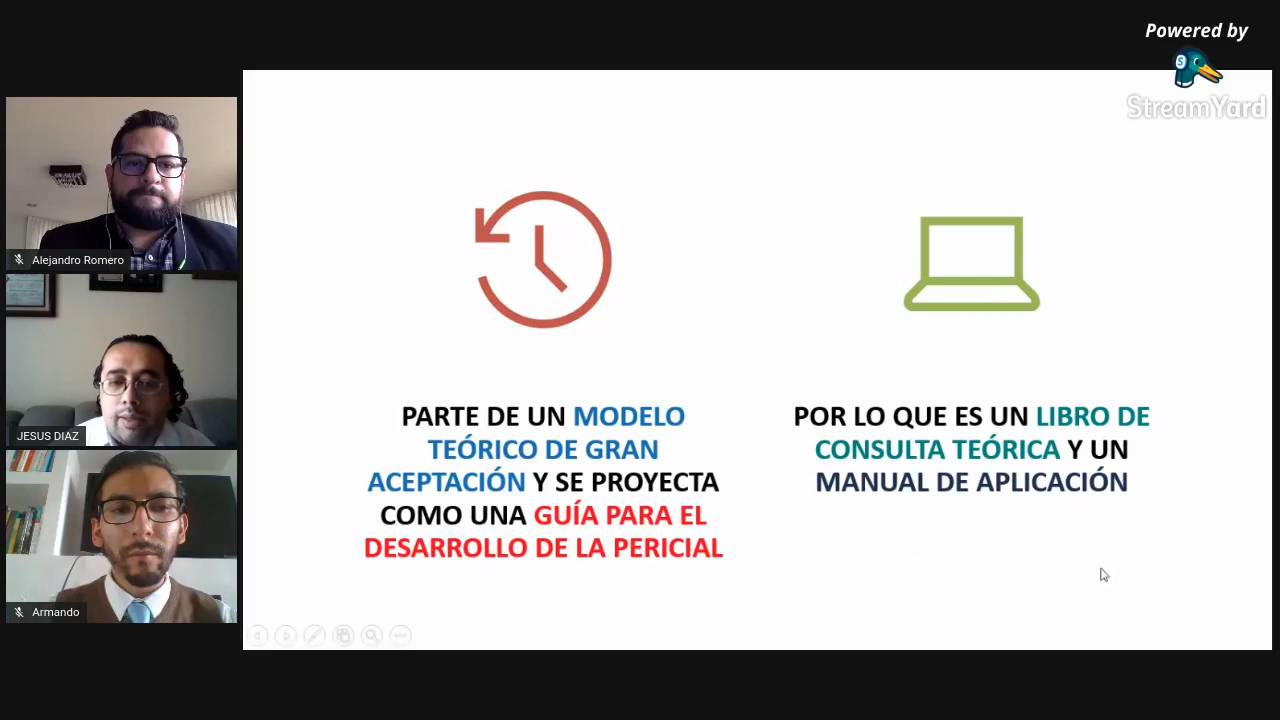 Powered by
StreamYard
Alejandro Romero
JESUS DIAZ
Armando
PARTE DE UN MODELO
TEÓRICO DE GRAN
ACEPTACIÓN Y SE PROYECTA
COMO UNA GUÍA PARA EL
DESARROLLO DE LA PERICIAL
POR LO QUE ES UN LIBRO DE
CONSULTA TEÓRICA Y UN
MANUAL DE APLICACIÓN